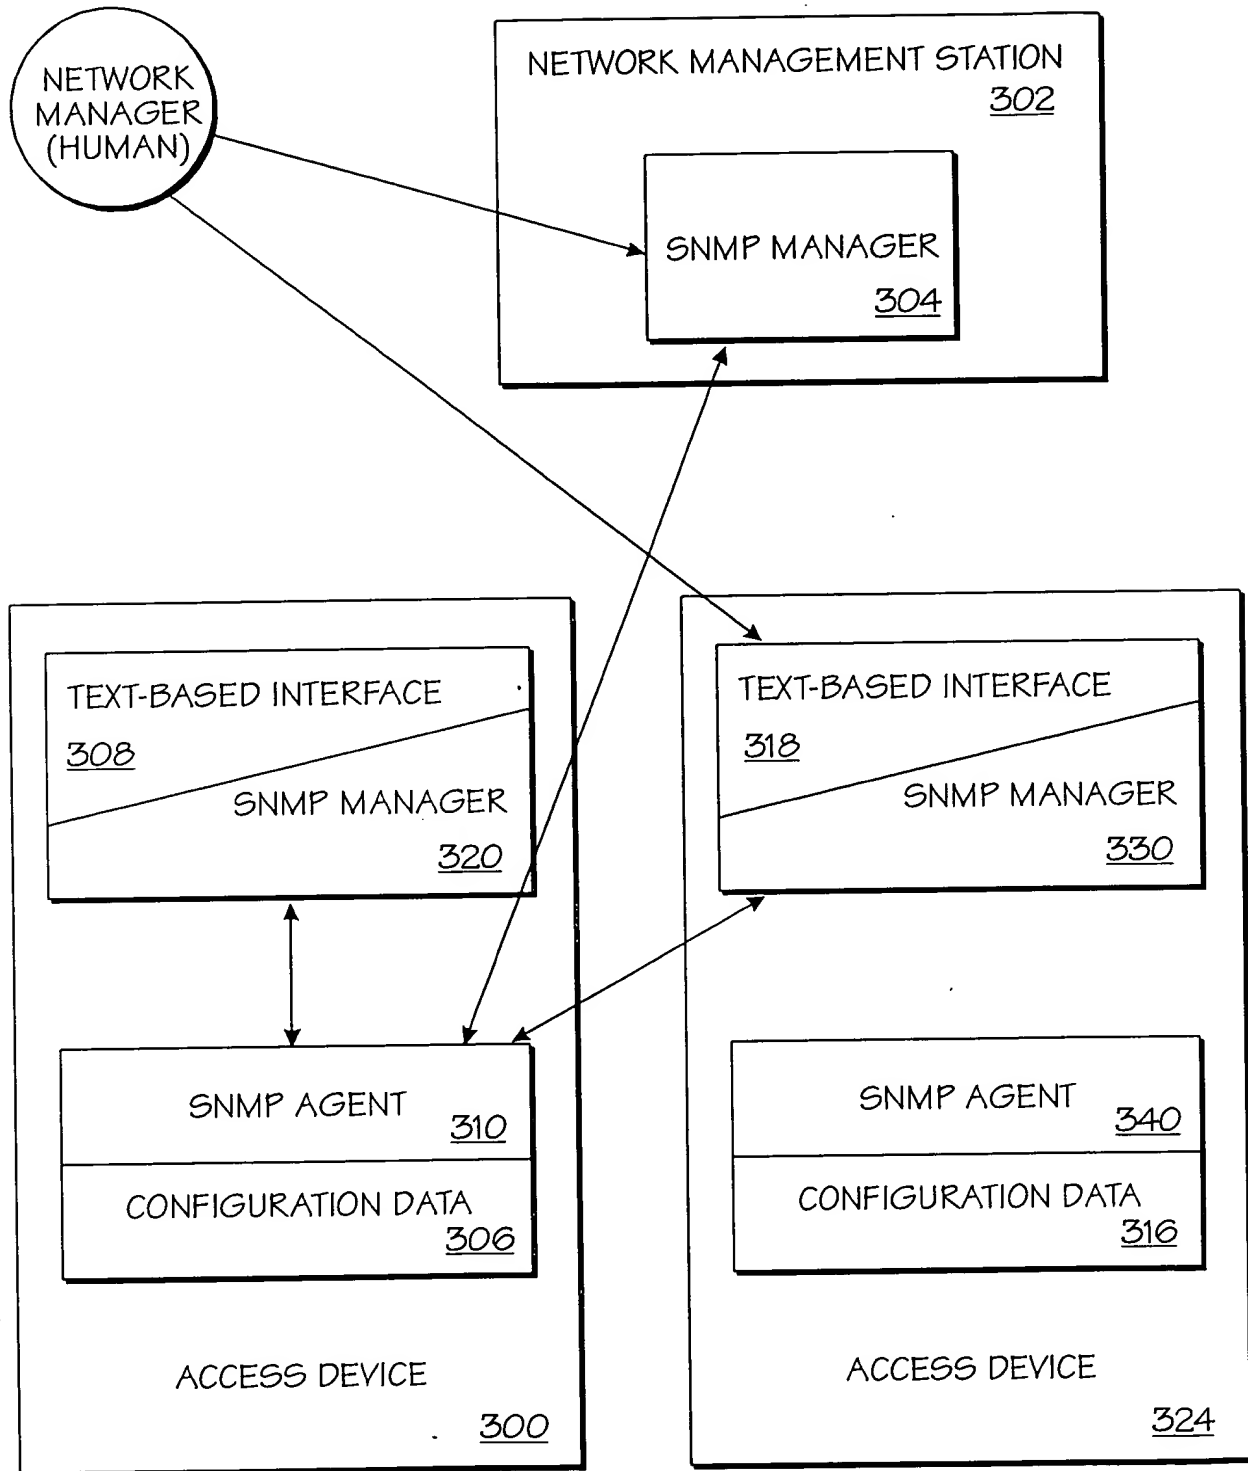 NETWORK
MANAGER
(HUMAN)
NETWORK MANAGEMENT STATION
302
SNMP MANAGER
304
TEXT-BASED INTERFACE
308
SNMP MANAGER
320
SNMP AGENT
310
CONFIGURATION DATA
306
ACCESS DEVICE
300
TEXT-BASED INTERFACE
318
SNMP MANAGER
330
SNMP AGENT
340
CONFIGURATION DATA
316
ACCESS DEVICE
324